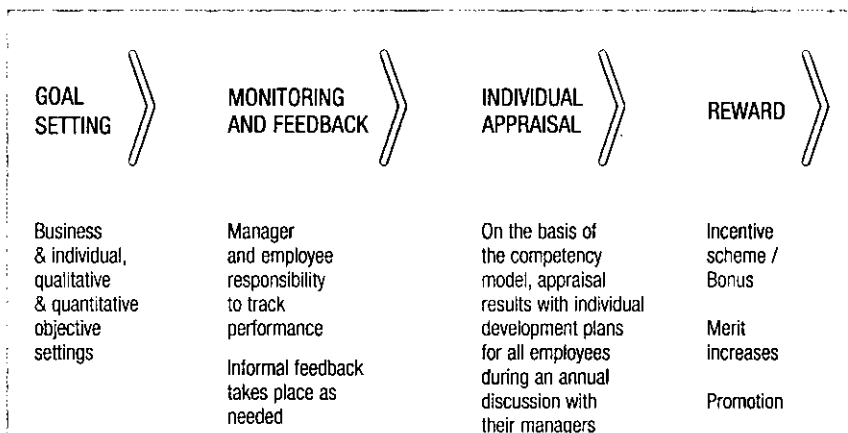 GOAL
SETTING
MONITORING
AND FEEDBACK
INDIVIDUAL
APPRAISAL
REWARD
Business
& individual,
qualitative
& quantitative
objective
settings
Manager
and employee
responsibility
to track
performance
Informal feedback
takes place as
needed
On the basis of
the competency
model, appraisal
results with individual
development plans
for all employees
during an annual
discussion with
their managers
Incentive
scheme /
Bonus
Merit
increases
Promotion